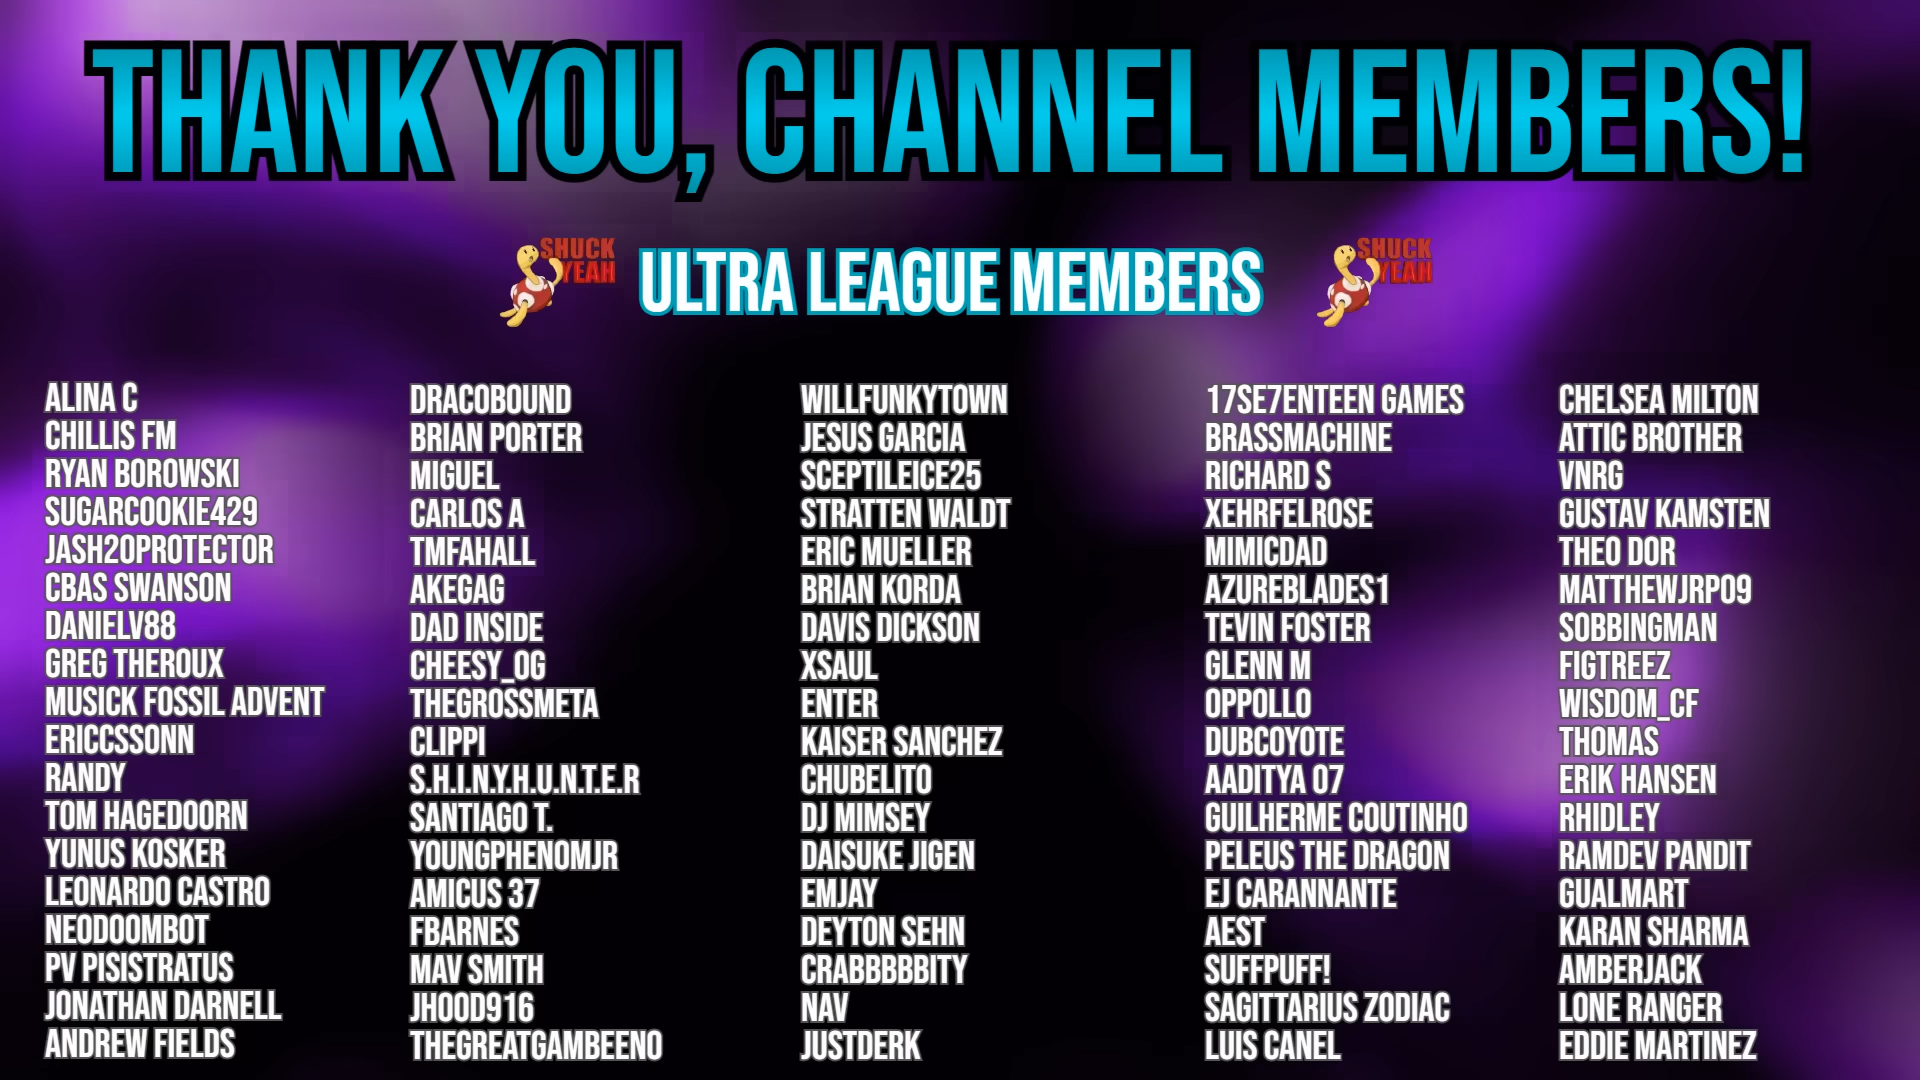 THANK YOU, CHANNEL MEMBERS!
SHUCK
YEAH
ULTRA LEAGUE MEMBERS
SHUCK
YEAH
ALINA C
CHILLIS FM
RYAN BOROWSKI
SUGARCOOKIE429
JASH20PROTECTOR
CBAS SWANSON
DANIELV88
GREG THEROUX
MUSICK FOSSIL ADVENT
ERICCSSONN
RANDY
TOM HAGEDOORN
YUNUS KOSKER
LEONARDO CASTRO
NEODOOMBOT
PV PISISTRATUS
JONATHAN DARNELL
ANDREW FIELDS
DRACOBOUND
BRIAN PORTER
MIGUEL
CARLOS A
TMFAHALL
AKEGAG
DAD INSIDE
CHEESY_OG
THEGROSSMETA
CLIPPI
S.H.I.N.Y.H.U.N.T.E.R
SANTIAGO T.
YOUNGPHENOMJR
AMICUS 37
FBARNES
MAV SMITH
JHOOD916
THEGREATGAMBEENO
WILLFUNKYTOWN
JESUS GARCIA
SCEPTILEICE25
STRATTEN WALDT
ERIC MUELLER
BRIAN KORDA
DAVIS DICKSON
XSAUL
ENTER
KAISER SANCHEZ
CHUBELITO
DJ MIMSEY
DAISUKE JIGEN
EMJAY
DEYTON SEHN
CRABBBBBITY
NAV
JUSTDERK
17SE7ENTEEN GAMES
BRASSMACHINE
RICHARD S
XEHRFELROSE
MIMICDAD
AZUREBLADES1
TEVIN FOSTER
GLENN M
OPPOLLO
DUBCOYOTE
AADITYA 07
GUILHERME COUTINHO
PELEUS THE DRAGON
EJ CARANNANTE
AEST
SUFFPUFF!
SAGITTARIUS ZODIAC
LUIS CANEL
CHELSEA MILTON
ATTIC BROTHER
VNRG
GUSTAV KAMSTEN
THEO DOR
MATTHEWJRP09
SOBBINGMAN
FIGTREEZ
WISDOM_CF
THOMAS
ERIK HANSEN
RHIDLEY
RAMDEV PANDIT
GUALMART
KARAN SHARMA
AMBERJACK
LONE RANGER
EDDIE MARTINEZ